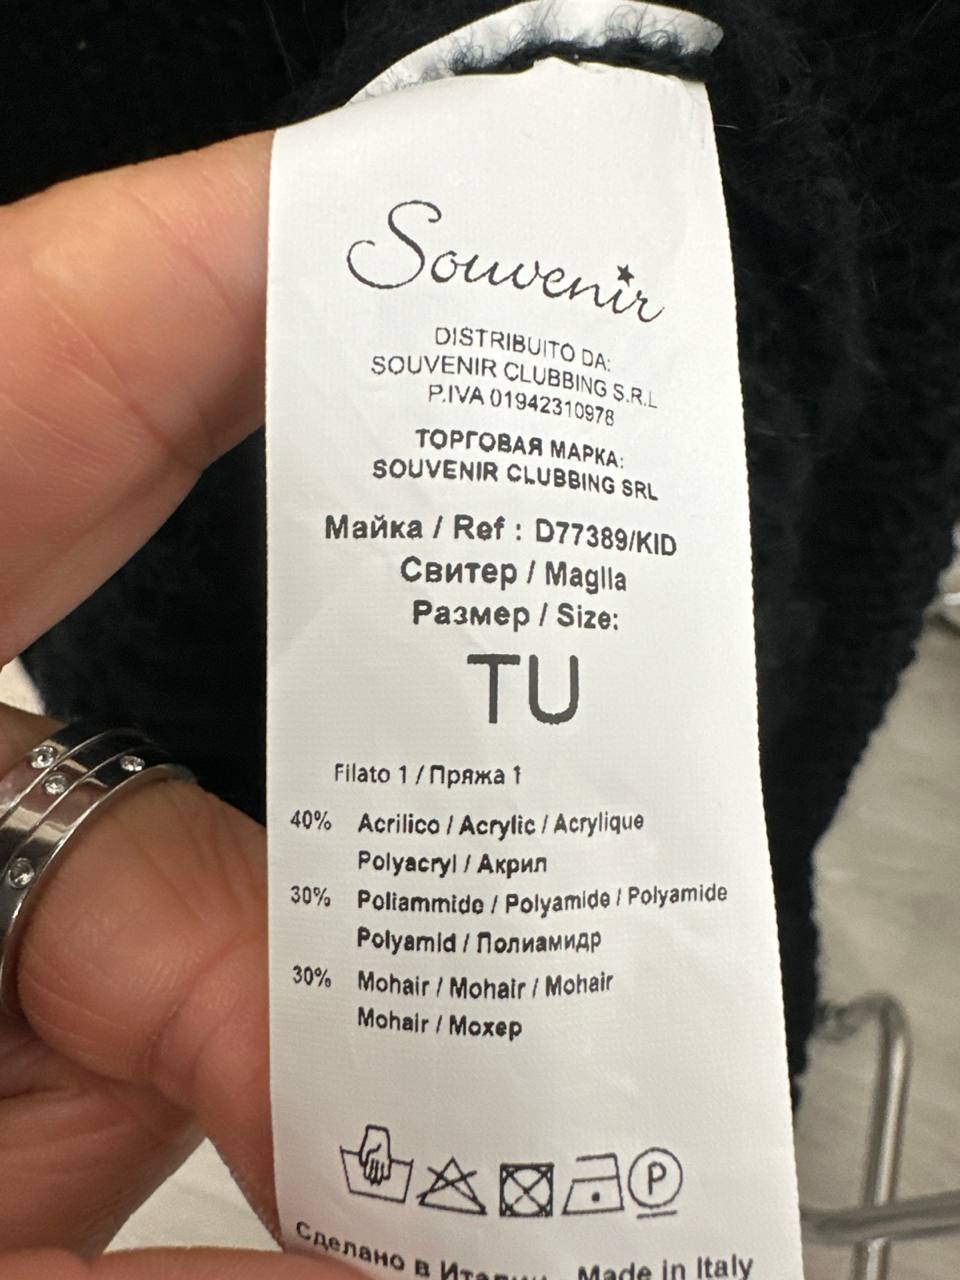 Souvenir
DISTRIBUITO DA:
SOUVENIR CLUBBING S.R.L
P.IVA 01942310978
ТОРГОВАЯ МАРКА:
SOUVENIR CLUBBING SRL
Майка / Ref : D77389/KID
Свитер / Maglia
Размер / Size:
TU
Filato 1 / Пряжа 1
40% Acrilico / Acrylic / Acrylique
Polyacryl / Акрил
30% Poliammide / Polyamide / Polyamide
Polyamid / Полиамидр
30% Mohair / Mohair / Mohair
Mohair / Мохер
P
Сделано в Италии Made in Italy